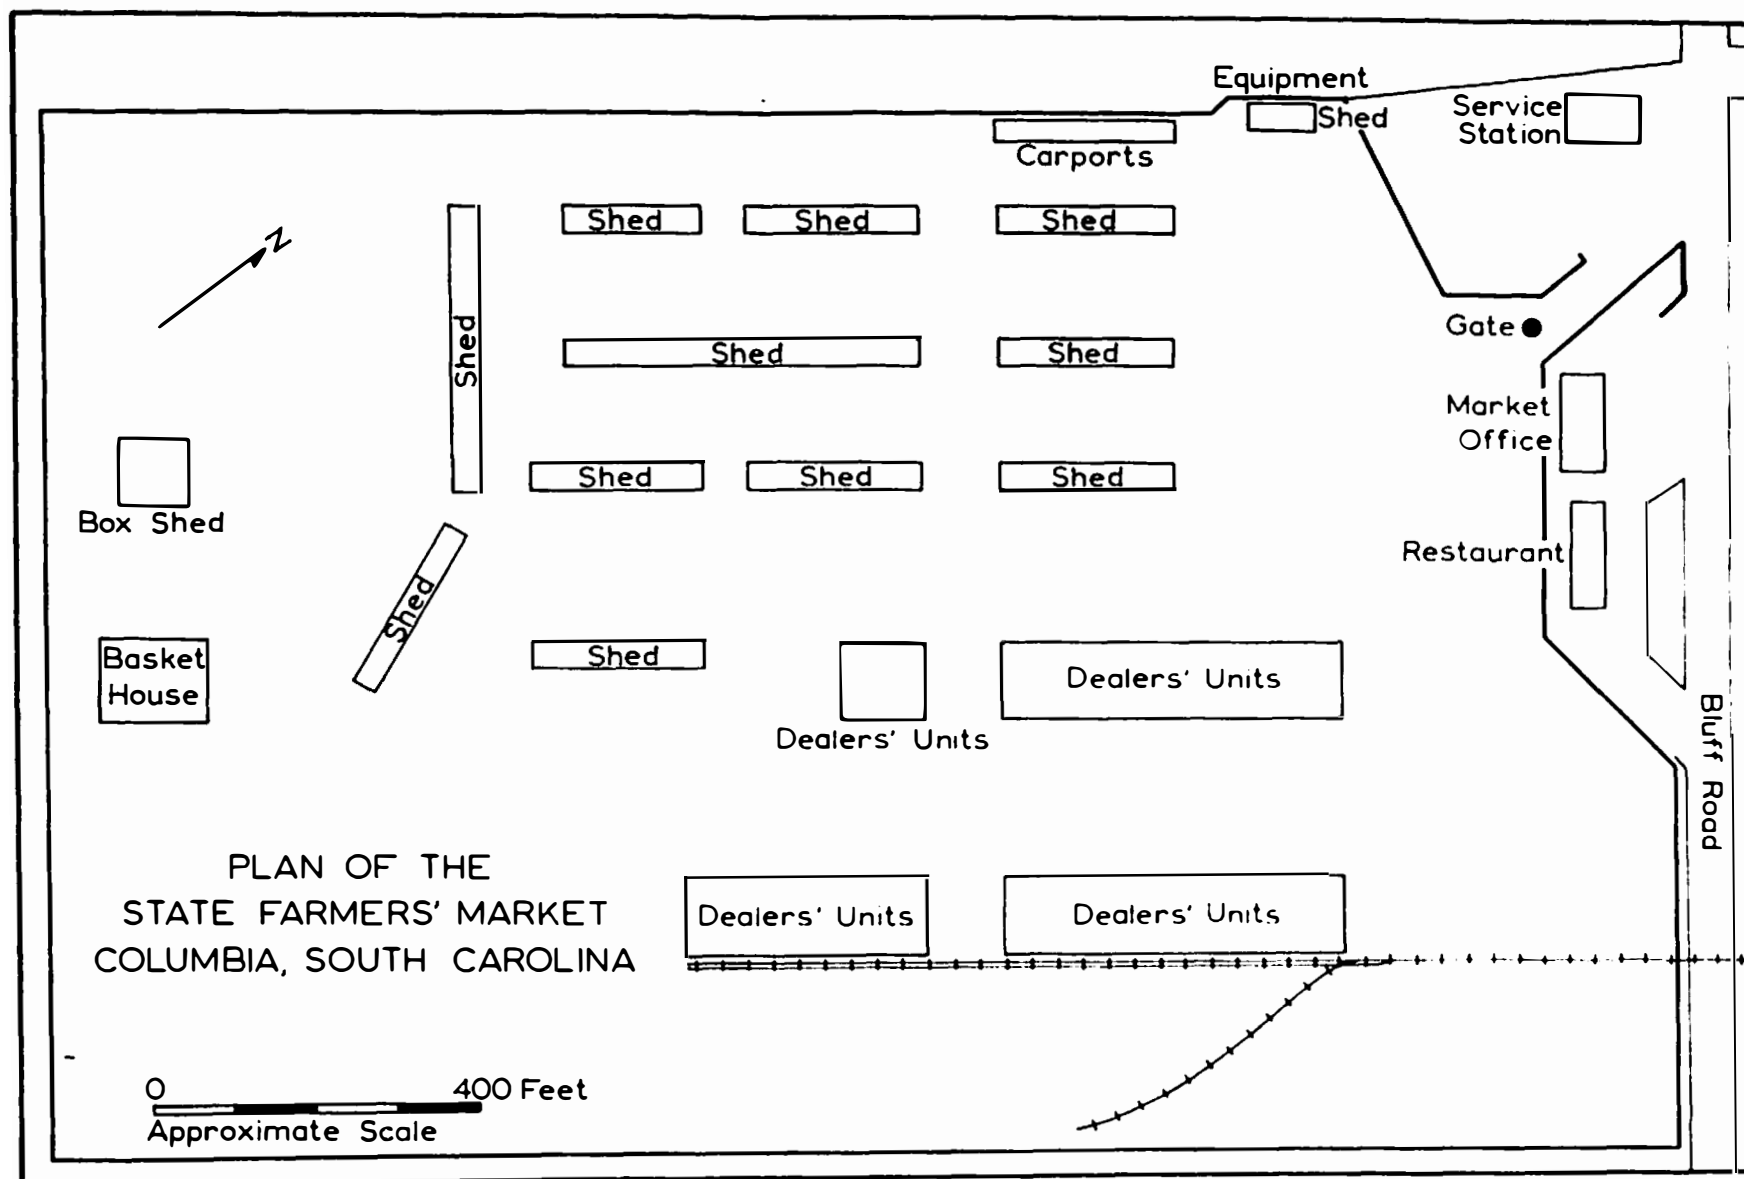 Equipment
Shed
Service
Station
Carports
Shed
Shed
Shed
N
Shed
Gate
Shed
Shed
Market
Office
Shed
Shed
Shed
Box Shed
Restaurant
Shed
Basket
House
Shed
Dealers' Units
Dealers' Units
Bluff Road
PLAN OF THE
STATE FARMERS' MARKET
COLUMBIA, SOUTH CAROLINA
Dealers' Units
Dealers' Units
0 400 Feet
Approximate Scale